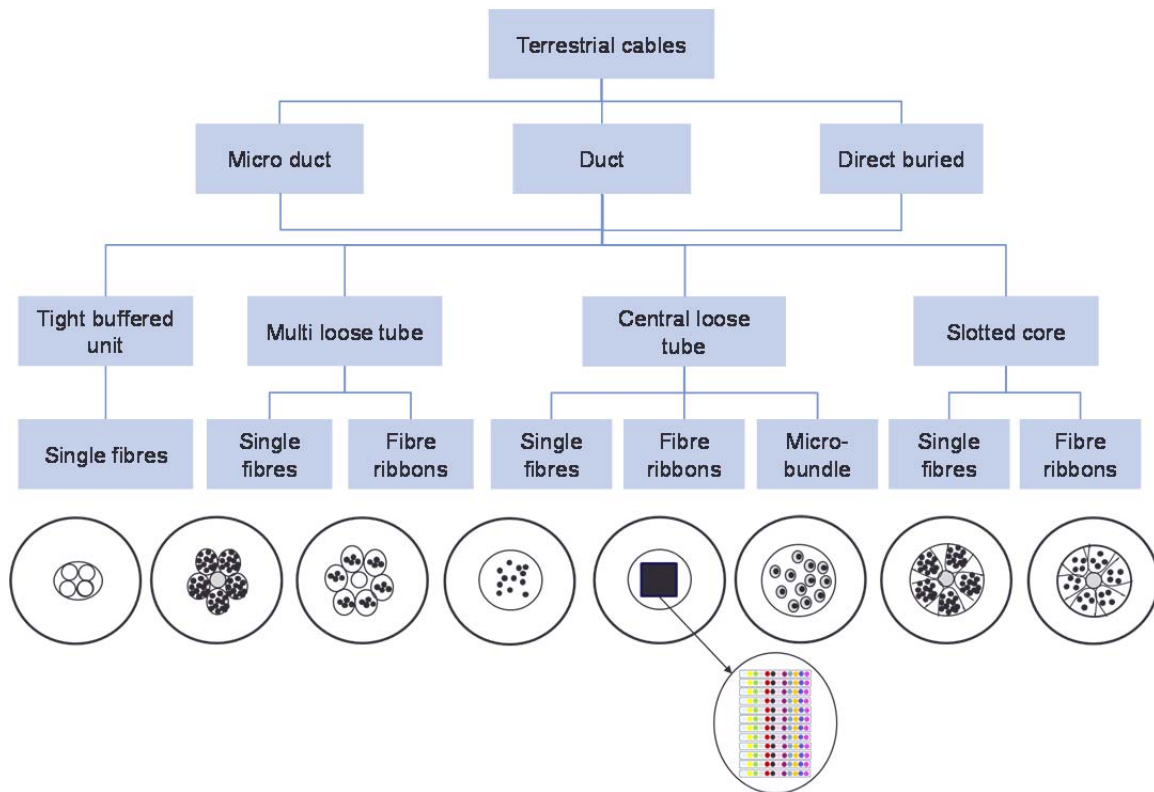 Terrestrial cables
Micro duct
Duct
Direct buried
Tight buffered
unit
Multi loose tube
Central loose
tube
Slotted core
Single fibres
Single
fibres
Fibre
ribbons
Single fibres
Fibre
ribbons
Micro-
bundle
Single
fibres
Fibre
ribbons